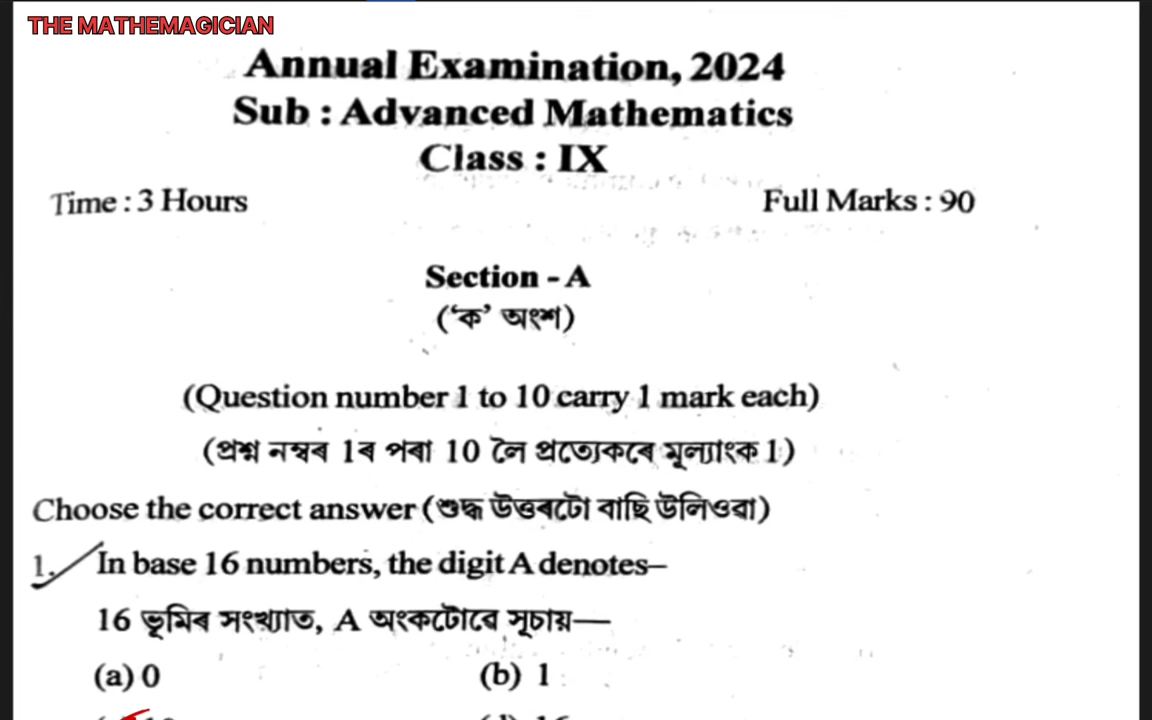 THE MATHEMAGICIAN
Annual Examination, 2024
Sub : Advanced Mathematics
Class : IX
Time : 3 Hours Full Marks : 90
Section - A
(‘ক’ অংশ)
(Question number 1 to 10 carry 1 mark each)
(প্রশ্ন নম্বৰ 1ৰ পৰা 10 লৈ প্রত্যেকৰে মূল্যাংক 1)
Choose the correct answer (শুদ্ধ উত্তৰটো বাছি উলিওৱা)
1. In base 16 numbers, the digit A denotes–
16 ভূমিৰ সংখ্যাত, A অংকটোৱে সূচায়—
(a) 0 (b) 1